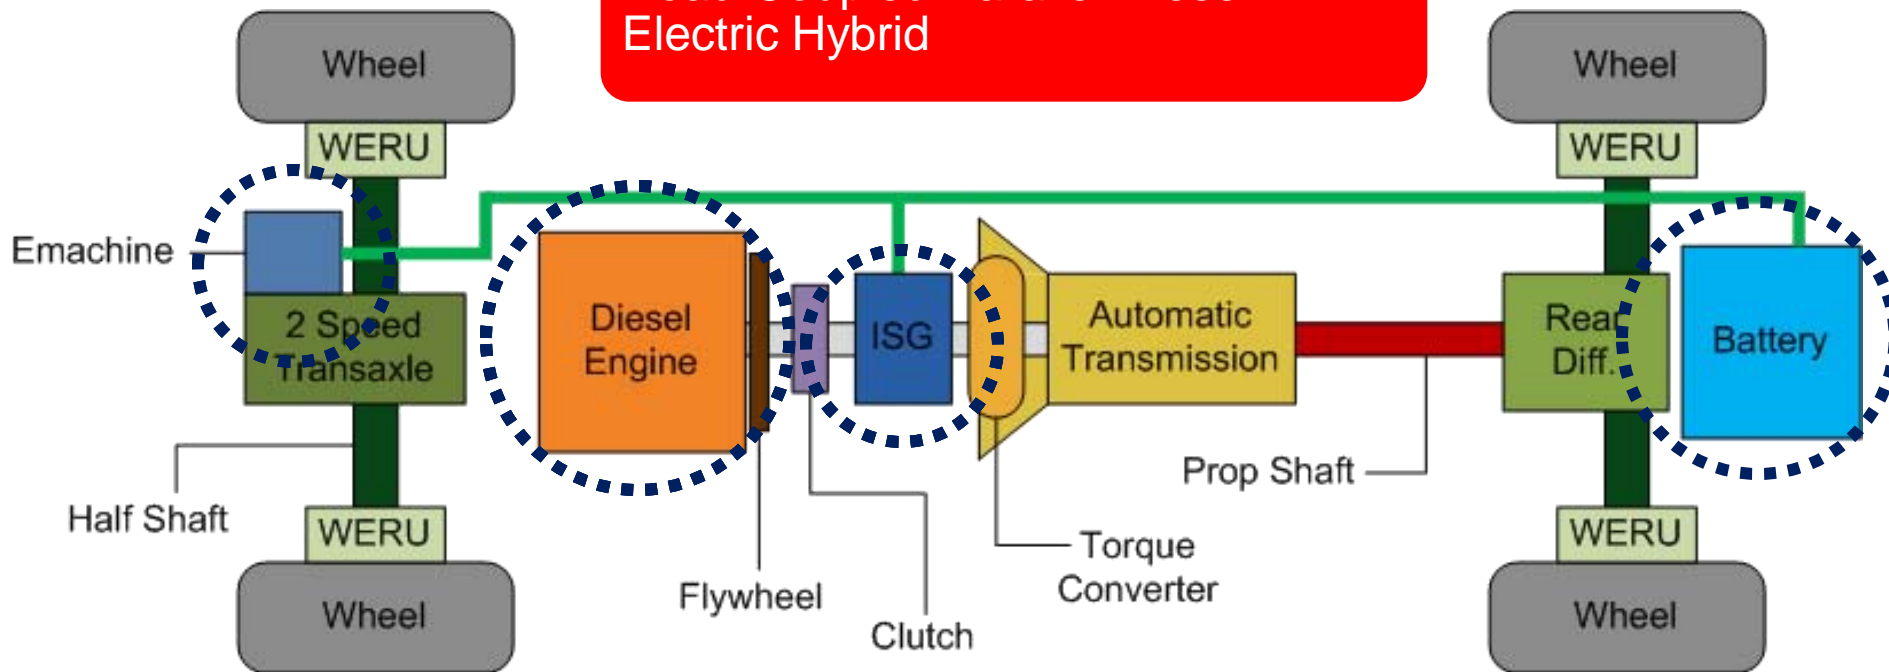 Electric Hybrid
Wheel
Wheel
WERU
WERU
Emachine
2 Speed
Transaxle
Diesel
Engine
ISG
Automatic
Transmission
Rear
Diff.
Battery
Prop Shaft
Half Shaft
WERU
WERU
Torque
Converter
Flywheel
Clutch
Wheel
Wheel